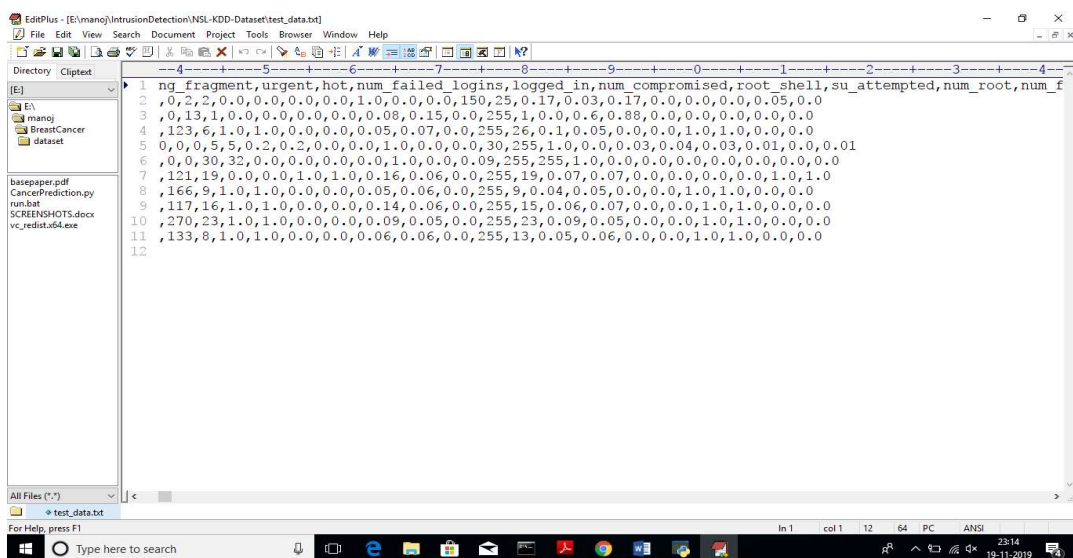 EditPlus - [E:\manoj\IntrusionDetection\NSL-KDD-Dataset\test_data.txt]
File Edit View Search Document Project Tools Browser Window Help
Directory Cliptext
--4----+----5----+----6----+----7----+----8----+----9----+----0----+----1----+----2----+----3----+----4--
[E:]
E:\
manoj
BreastCancer
dataset
basepaper.pdf
CancerPrediction.py
run.bat
SCREENSHOTS.docx
vc_redist.x64.exe
1 ng_fragment,urgent,hot,num_failed_logins,logged_in,num_compromised,root_shell,su_attempted,num_root,num_f
2 ,0,2,2,0.0,0.0,0.0,0.0,1.0,0.0,0.0,150,25,0.17,0.03,0.17,0.0,0.0,0.0,0.05,0.0
3 ,0,13,1,0.0,0.0,0.0,0.0,0.08,0.15,0.0,255,1,0.0,0.6,0.88,0.0,0.0,0.0,0.0,0.0
4 ,123,6,1.0,1.0,0.0,0.0,0.05,0.07,0.0,255,26,0.1,0.05,0.0,0.0,1.0,1.0,0.0,0.0
5 0,0,0,5,5,0.2,0.2,0.0,0.0,1.0,0.0,0.0,30,255,1.0,0.0,0.03,0.04,0.03,0.01,0.0,0.01
6 ,0,0,30,32,0.0,0.0,0.0,0.0,1.0,0.0,0.09,255,255,1.0,0.0,0.0,0.0,0.0,0.0,0.0,0.0
7 ,121,19,0.0,0.0,1.0,1.0,0.16,0.06,0.0,255,19,0.07,0.07,0.0,0.0,0.0,0.0,1.0,1.0
8 ,166,9,1.0,1.0,0.0,0.0,0.05,0.06,0.0,255,9,0.04,0.05,0.0,0.0,1.0,1.0,0.0,0.0
9 ,117,16,1.0,1.0,0.0,0.0,0.14,0.06,0.0,255,15,0.06,0.07,0.0,0.0,1.0,1.0,0.0,0.0
10 ,270,23,1.0,1.0,0.0,0.0,0.09,0.05,0.0,255,23,0.09,0.05,0.0,0.0,1.0,1.0,0.0,0.0
11 ,133,8,1.0,1.0,0.0,0.0,0.06,0.06,0.0,255,13,0.05,0.06,0.0,0.0,1.0,1.0,0.0,0.0
12
All Files (*.*)
test_data.txt
For Help, press F1 ln 1 col 1 12 64 PC ANSI
Type here to search
23:14
19-11-2019